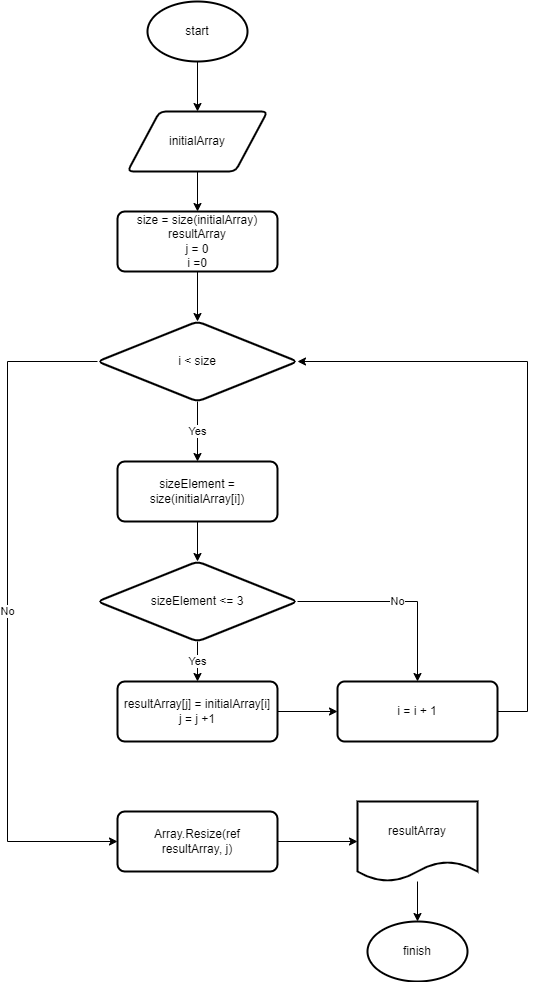 start
initialArray
size = size(initialArray)
resultArray
j = 0
i =0
i < size
Yes
sizeElement =
size(initialArray[i])
sizeElement <= 3
No
No
Yes
resultArray[j] = initialArray[i]
j = j +1
i = i + 1
Array.Resize(ref
resultArray, j)
resultArray
finish